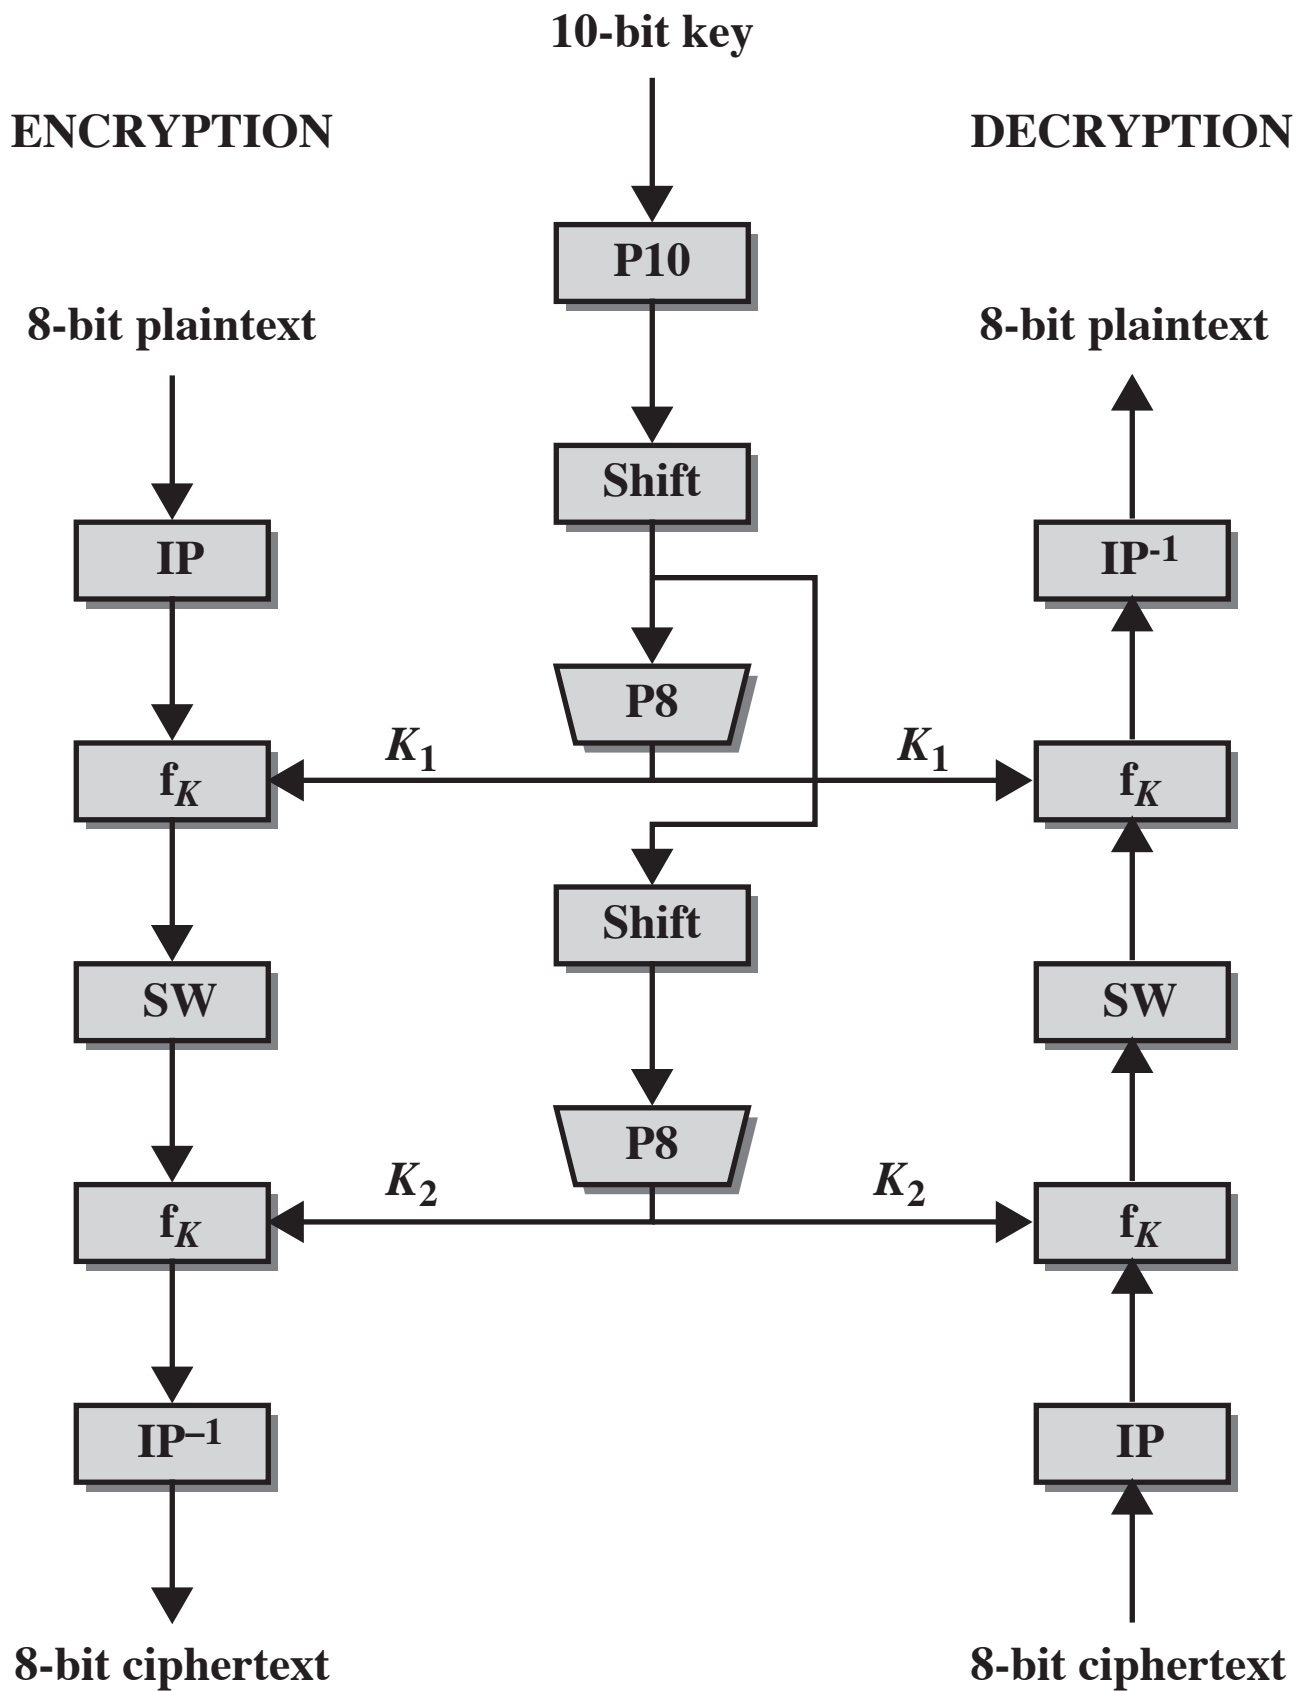 10-bit key
ENCRYPTION
DECRYPTION
P10
8-bit plaintext
8-bit plaintext
Shift
IP
IP-1
P8
K1
K1
fK
fK
Shift
SW
SW
P8
K2
K2
fK
fK
IP–1
IP
8-bit ciphertext
8-bit ciphertext